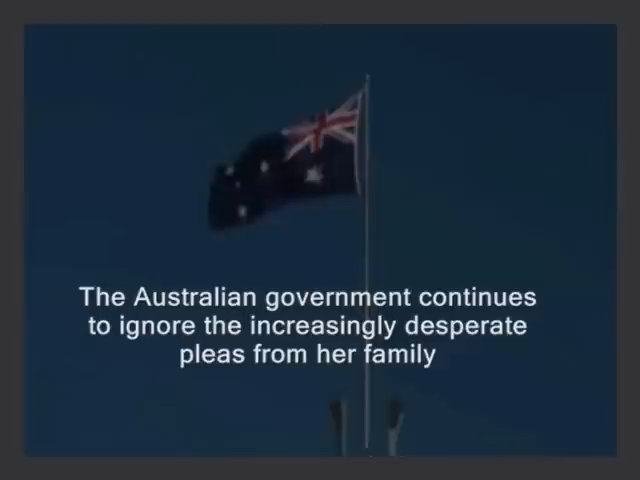 The Australian government continues
to ignore the increasingly desperate
pleas from her family